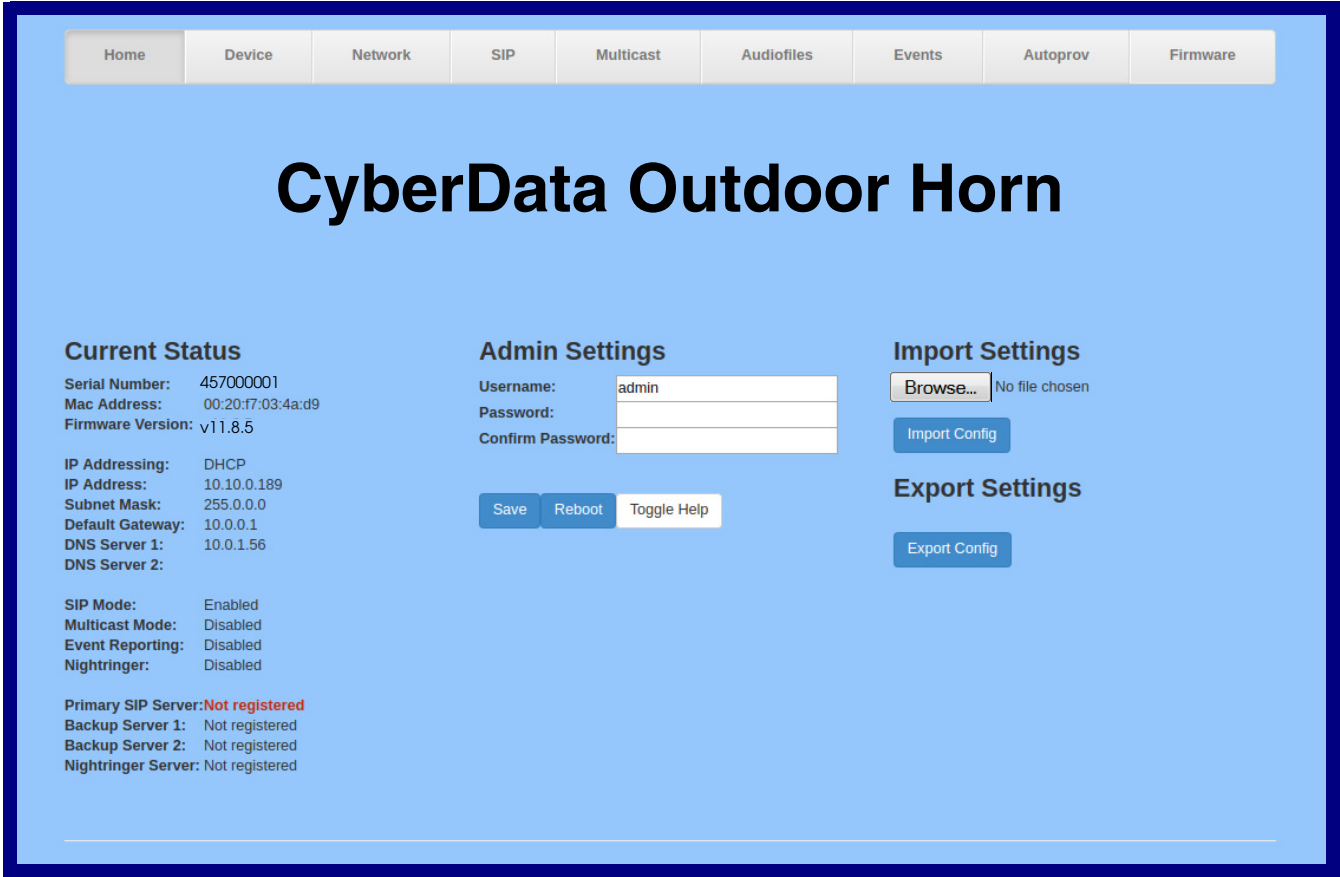 Home Device Network SIP Multicast Audiofiles Events Autoprov Firmware
CyberData Outdoor Horn
Current Status
Serial Number: 457000001
Mac Address: 00:20:f7:03:4a:d9
Firmware Version: v11.8.5
IP Addressing: DHCP
IP Address: 10.10.0.189
Subnet Mask: 255.0.0.0
Default Gateway: 10.0.0.1
DNS Server 1: 10.0.1.56
DNS Server 2:
SIP Mode: Enabled
Multicast Mode: Disabled
Event Reporting: Disabled
Nightringer: Disabled
Primary SIP Server: Not registered
Backup Server 1: Not registered
Backup Server 2: Not registered
Nightringer Server: Not registered
Admin Settings
Username: admin
Password:
Confirm Password:
Save Reboot Toggle Help
Import Settings
Browse... No file chosen
Import Config
Export Settings
Export Config